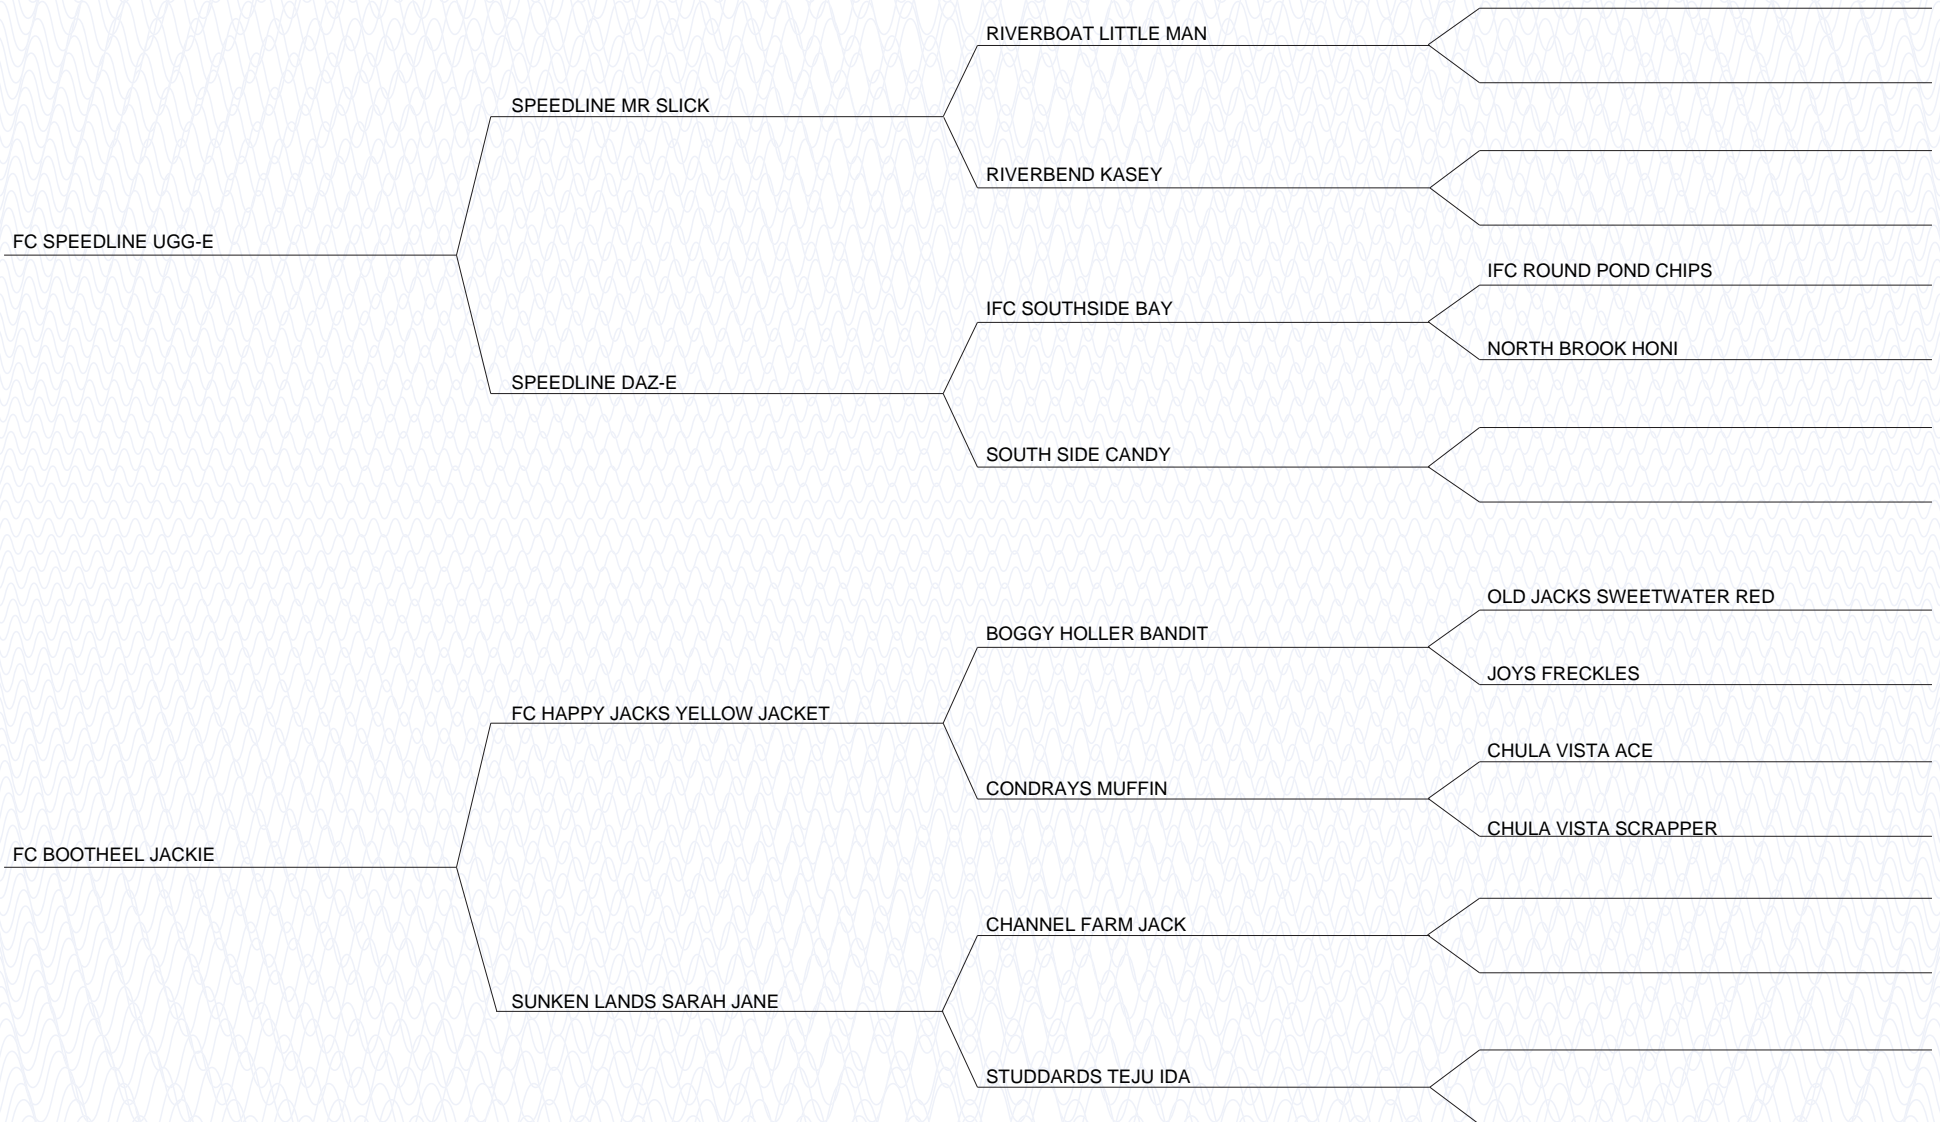 RIVERBOAT LITTLE MAN
SPEEDLINE MR SLICK
RIVERBEND KASEY
FC SPEEDLINE UGG-E
IFC ROUND POND CHIPS
IFC SOUTHSIDE BAY
NORTH BROOK HONI
SPEEDLINE DAZ-E
SOUTH SIDE CANDY
OLD JACKS SWEETWATER RED
BOGGY HOLLER BANDIT
JOYS FRECKLES
FC HAPPY JACKS YELLOW JACKET
CHULA VISTA ACE
CONDRAYS MUFFIN
CHULA VISTA SCRAPPER
FC BOOTHEEL JACKIE
CHANNEL FARM JACK
SUNKEN LANDS SARAH JANE
STUDDARDS TEJU IDA